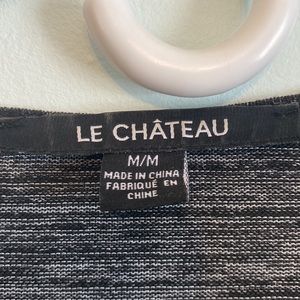 LE CHÂTEAU
M/M
MADE IN CHINA
FABRIQUÉ EN
CHINE